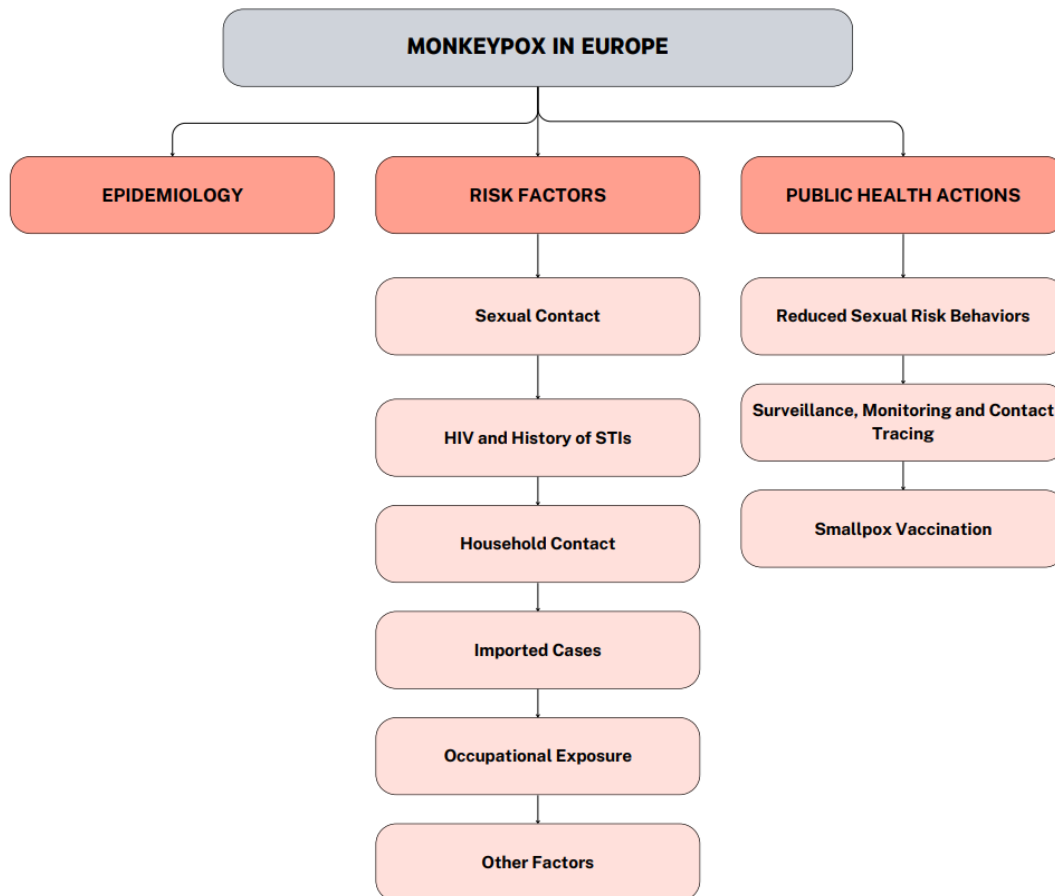 MONKEYPOX IN EUROPE
EPIDEMIOLOGY
RISK FACTORS
PUBLIC HEALTH ACTIONS
Sexual Contact
Reduced Sexual Risk Behaviors
HIV and History of STIs
Surveillance, Monitoring and Contact
Tracing
Household Contact
Smallpox Vaccination
Imported Cases
Occupational Exposure
Other Factors